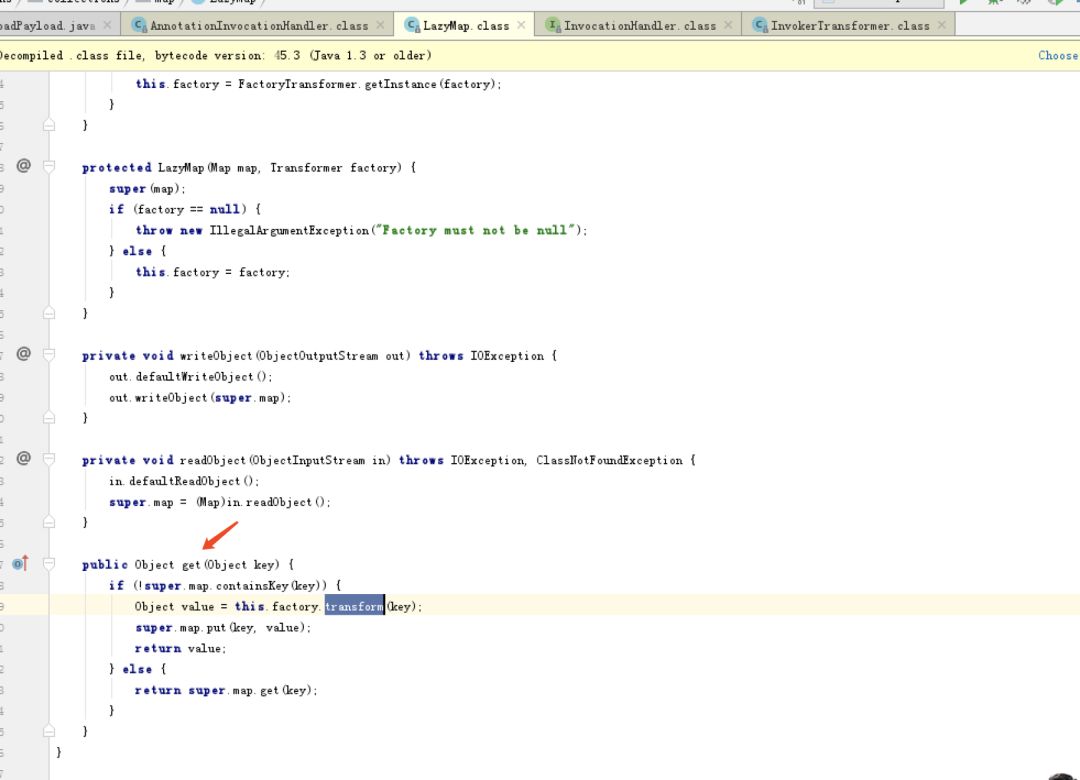 collections map LazyMap
oadPayload.java AnnotationInvocationHandler.class LazyMap.class InvocationHandler.class InvokerTransformer.class
Decompiled .class file, bytecode version: 45.3 (Java 1.3 or older) Choose
this.factory = FactoryTransformer.getInstance(factory);
}
}
protected LazyMap(Map map, Transformer factory) {
super(map);
if (factory == null) {
throw new IllegalArgumentException("Factory must not be null");
} else {
this.factory = factory;
}
}
private void writeObject(ObjectOutputStream out) throws IOException {
out.defaultWriteObject();
out.writeObject(super.map);
}
private void readObject(ObjectInputStream in) throws IOException, ClassNotFoundException {
in.defaultReadObject();
super.map = (Map)in.readObject();
}
public Object get(Object key) {
if (!super.map.containsKey(key)) {
Object value = this.factory.transform(key);
super.map.put(key, value);
return value;
} else {
return super.map.get(key);
}
}
}